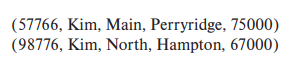 (57766, Kim, Main, Perryridge, 75000)
(98776, Kim, North, Hampton, 67000)